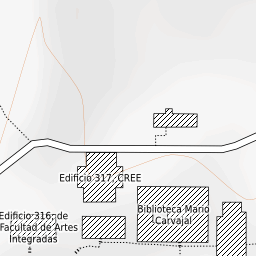 Edificio 317, CREE
Biblioteca Mario
Carvajal
Edificio 316, de
Facultad de Artes
Integradas